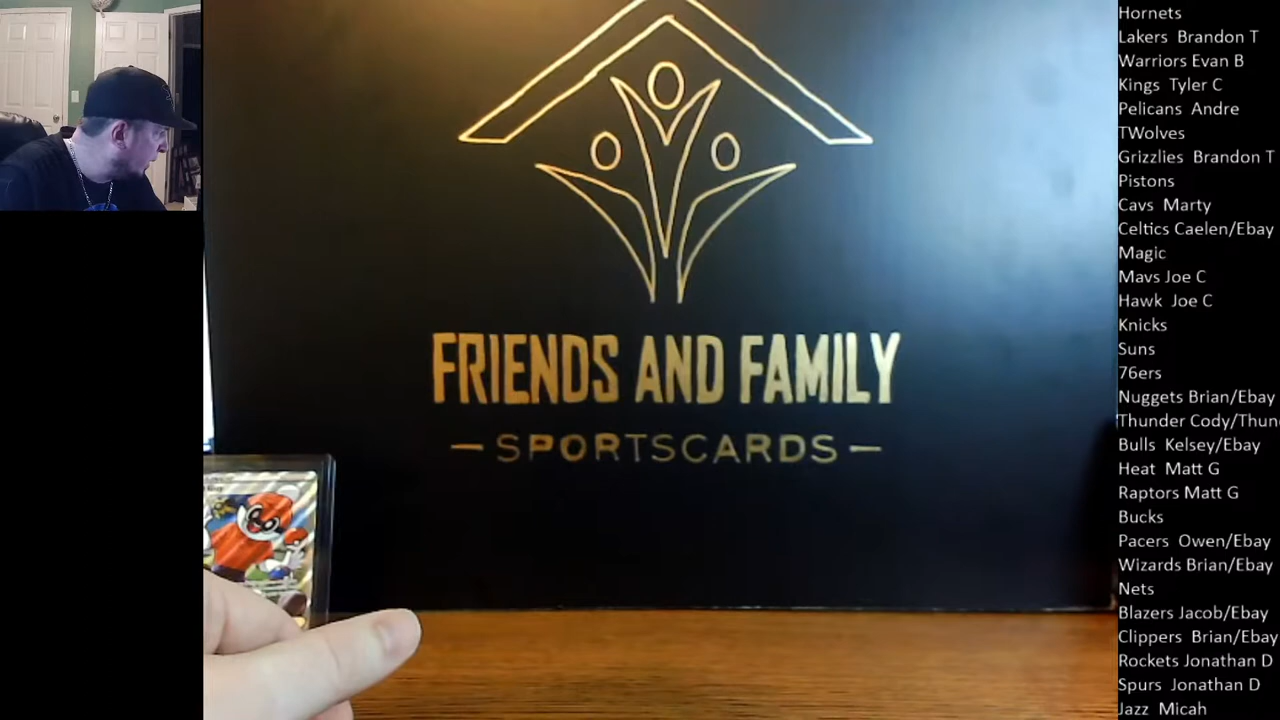 FRIENDS AND FAMILY
— SPORTSCARDS —
Hornets
Lakers Brandon T
Warriors Evan B
Kings Tyler C
Pelicans Andre
TWolves
Grizzlies Brandon T
Pistons
Cavs Marty
Celtics Caelen/Ebay
Magic
Mavs Joe C
Hawk Joe C
Knicks
Suns
76ers
Nuggets Brian/Ebay
Thunder Cody/Thun
Bulls Kelsey/Ebay
Heat Matt G
Raptors Matt G
Bucks
Pacers Owen/Ebay
Wizards Brian/Ebay
Nets
Blazers Jacob/Ebay
Clippers Brian/Ebay
Rockets Jonathan D
Spurs Jonathan D
Jazz Micah